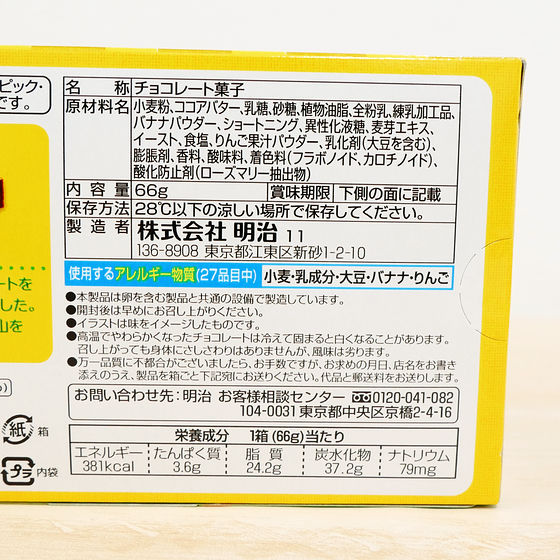 ピック・
です。
名 称 チョコレート菓子
原材料名 小麦粉、ココアバター、乳糖、砂糖、植物油脂、全粉乳、練乳加工品、
バナナパウダー、ショートニング、異性化液糖、麦芽エキス、
イースト、食塩、りんご果汁パウダー、乳化剤(大豆を含む)、
膨脹剤、香料、酸味料、着色料(フラボノイド、カロチノイド)、
酸化防止剤(ローズマリー抽出物)
内 容 量 66g 賞味期限 下側の面に記載
保存方法 28℃以下の涼しい場所で保存してください。
製 造 者 株式会社 明治 11
136-8908 東京都江東区新砂1-2-10
使用するアレルギー物質(27品目中) 小麦・乳成分・大豆・バナナ・りんご
●本製品は卵を含む製品と共通の設備で製造しています。
●開封後は早めにお召し上がりください。
●イラストは味をイメージしたものです。
●高温でやわらかくなったチョコレートは冷えて固まると白くなることがあります。
召し上がっても身体にさしさわりはありませんが、風味は劣ります。
●万一品質に不都合がございましたら、お手数ですが、お求めの月日、店名をお書き
添えのうえ、製品を箱ごと下記宛にお送りください。代品と郵送料をお送りします。
お問い合わせ先:明治 お客様相談センター 0120-041-082
104-0031 東京都中央区京橋2-4-16
栄養成分 1箱(66g)当たり
エネルギー たんぱく質 脂 質 炭水化物 ナトリウム
381kcal 3.6g 24.2g 37.2g 79mg
ートを
した。
山を
紙 箱
プラ 内袋